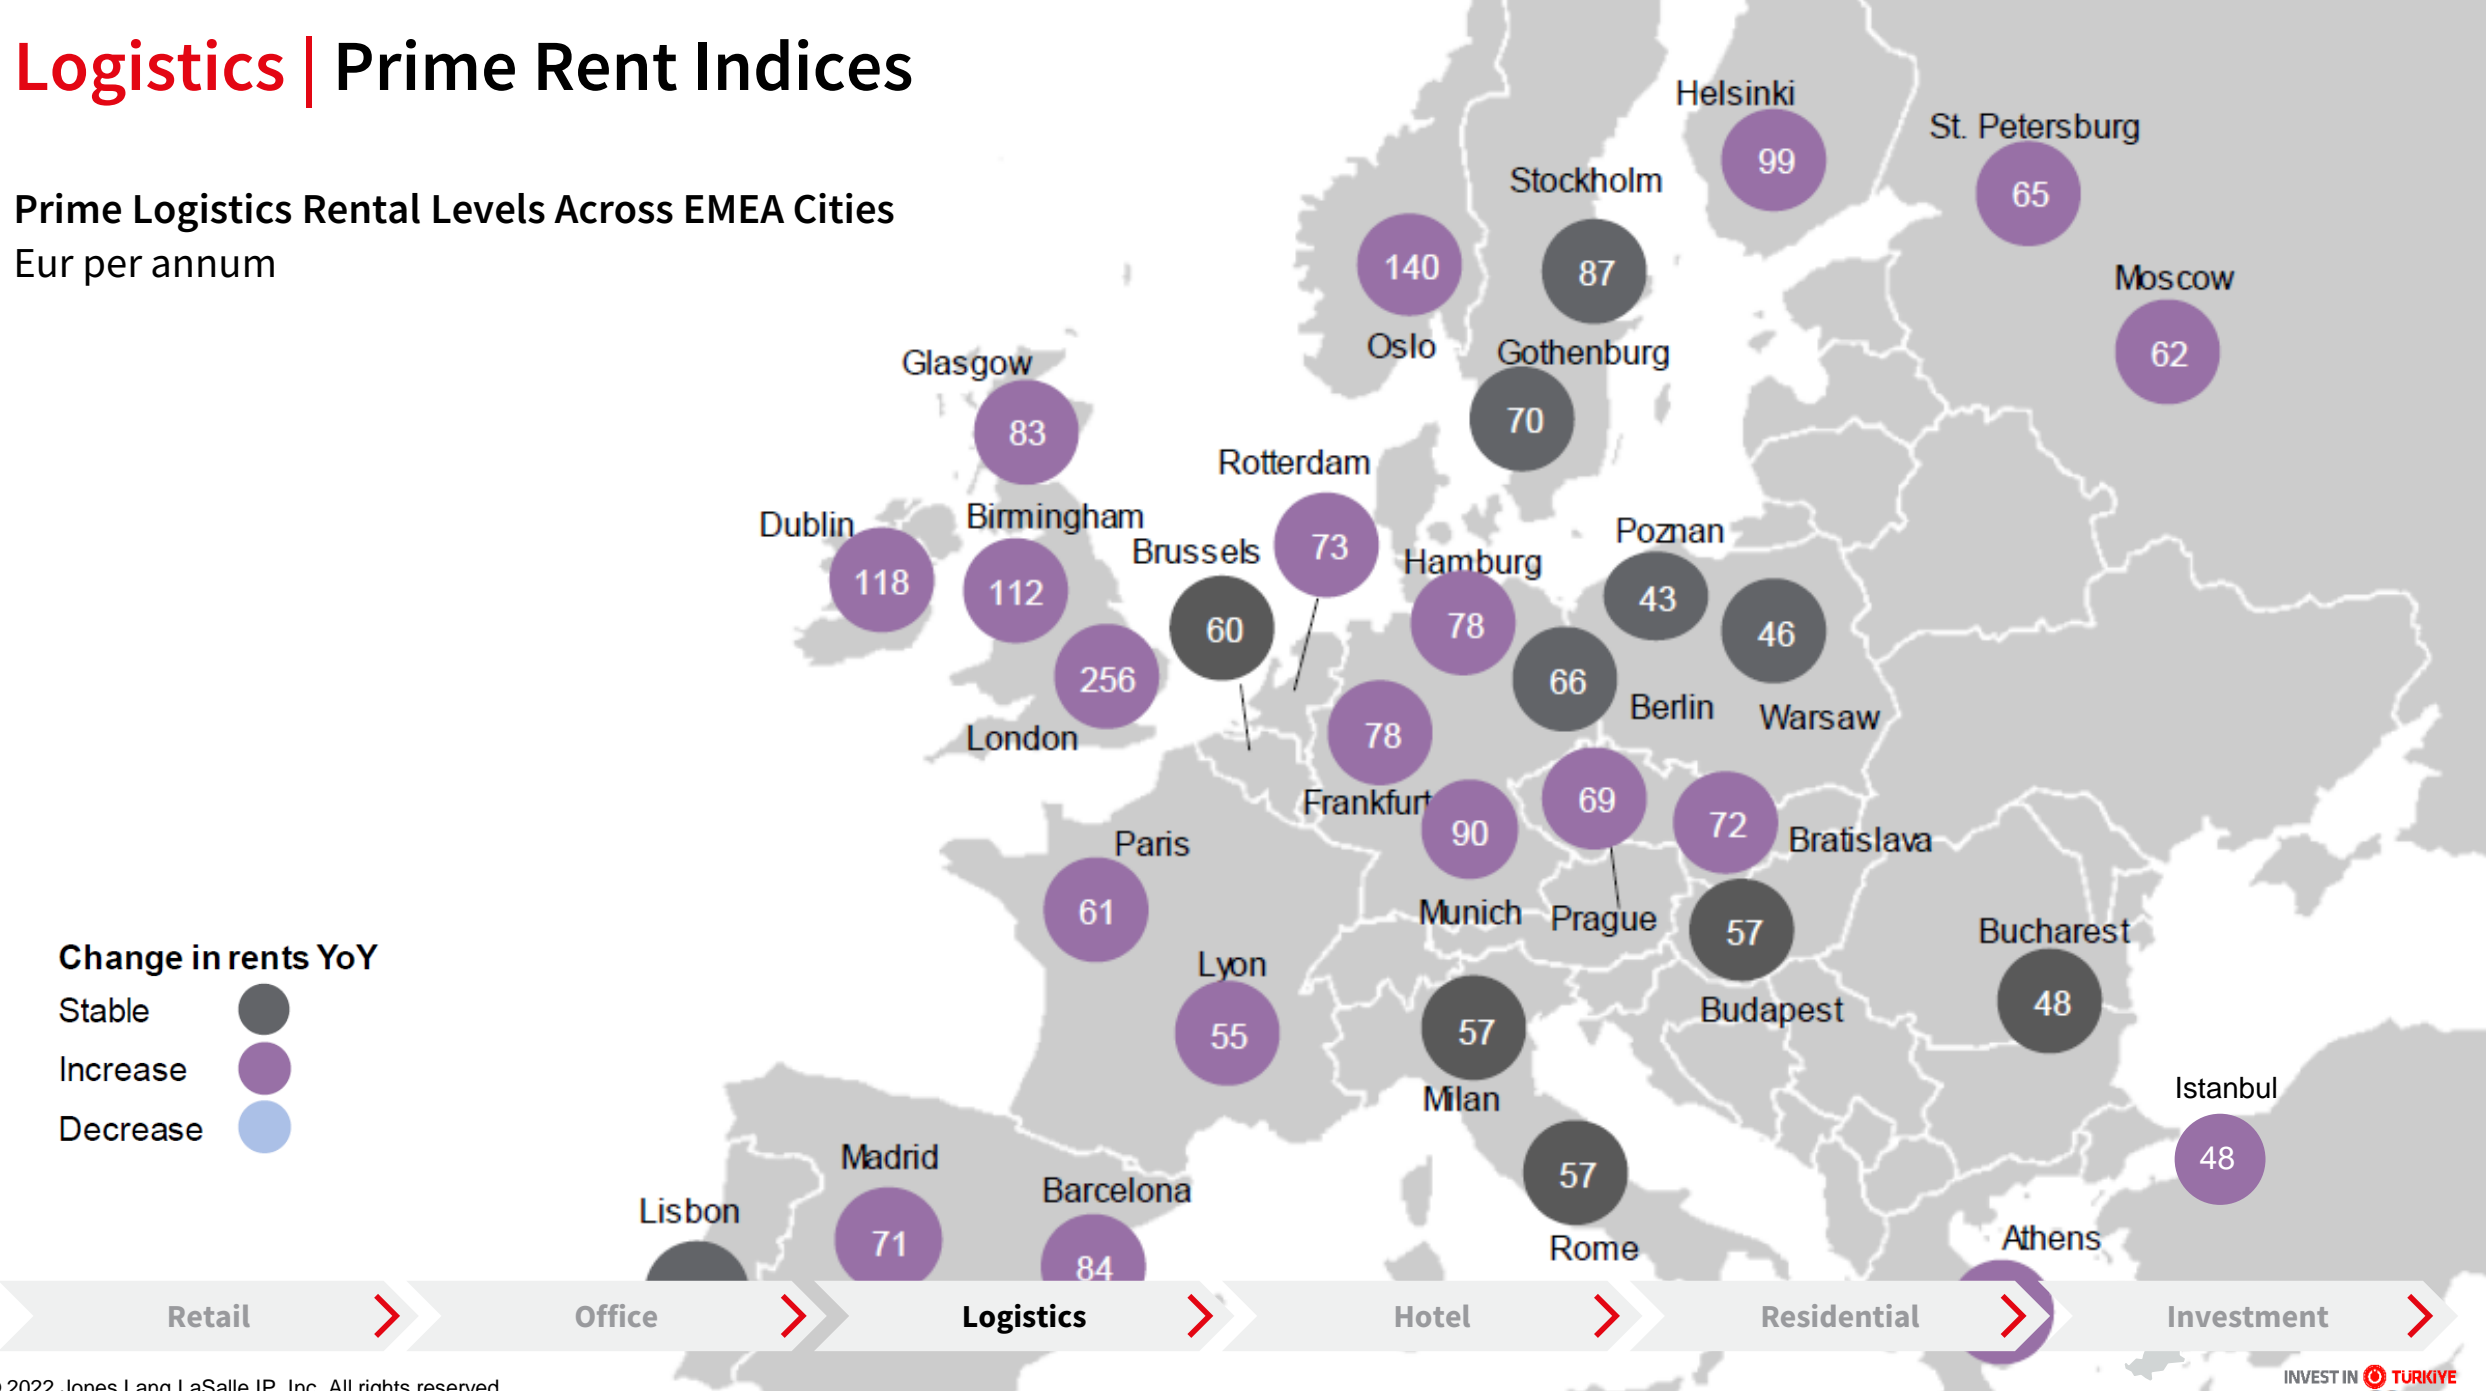 Logistics | Prime Rent Indices
Prime Logistics Rental Levels Across EMEA Cities
Eur per annum
Helsinki
99
St. Petersburg
65
Stockholm
87
140
Oslo
Moscow
62
Gothenburg
70
Glasgow
83
Rotterdam
73
Dublin
118
Birmingham
112
Brussels
60
Hamburg
78
Poznan
43
46
Warsaw
256
London
66
Berlin
78
Frankfurt
69
Prague
72
Bratislava
90
Munich
Paris
61
57
Budapest
Bucharest
48
Lyon
55
57
Milan
Istanbul
48
57
Rome
Madrid
71
Barcelona
84
Lisbon
Athens
Change in rents YoY
Stable
Increase
Decrease
Retail
Office
Logistics
Hotel
Residential
Investment
2022 Jones Lang LaSalle IP, Inc. All rights reserved
INVEST IN TÜRKİYE